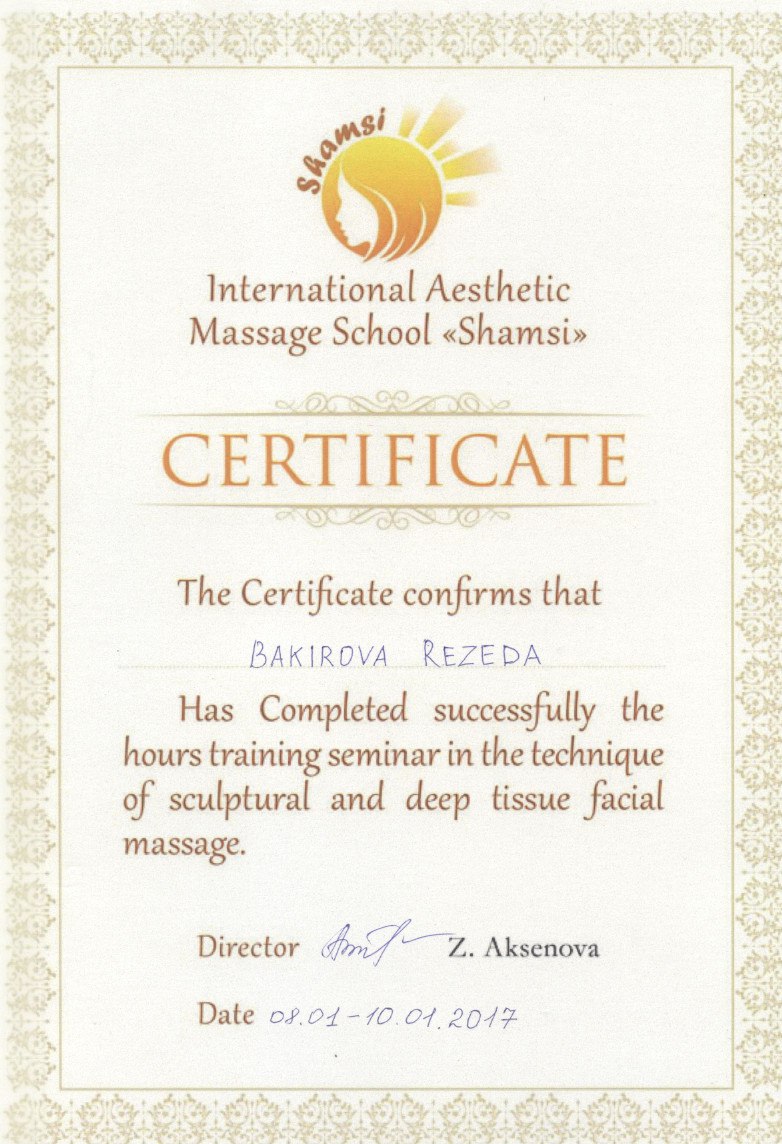 Shamsi
International Aesthetic
Massage School «Shamsi»
CERTIFICATE
The Certificate confirms that
BAKIROVA REZEDA
Has Completed successfully the
hours training seminar in the technique
of sculptural and deep tissue facial
massage.
Director Z. Aksenova
Date 08.01-10.01.2017